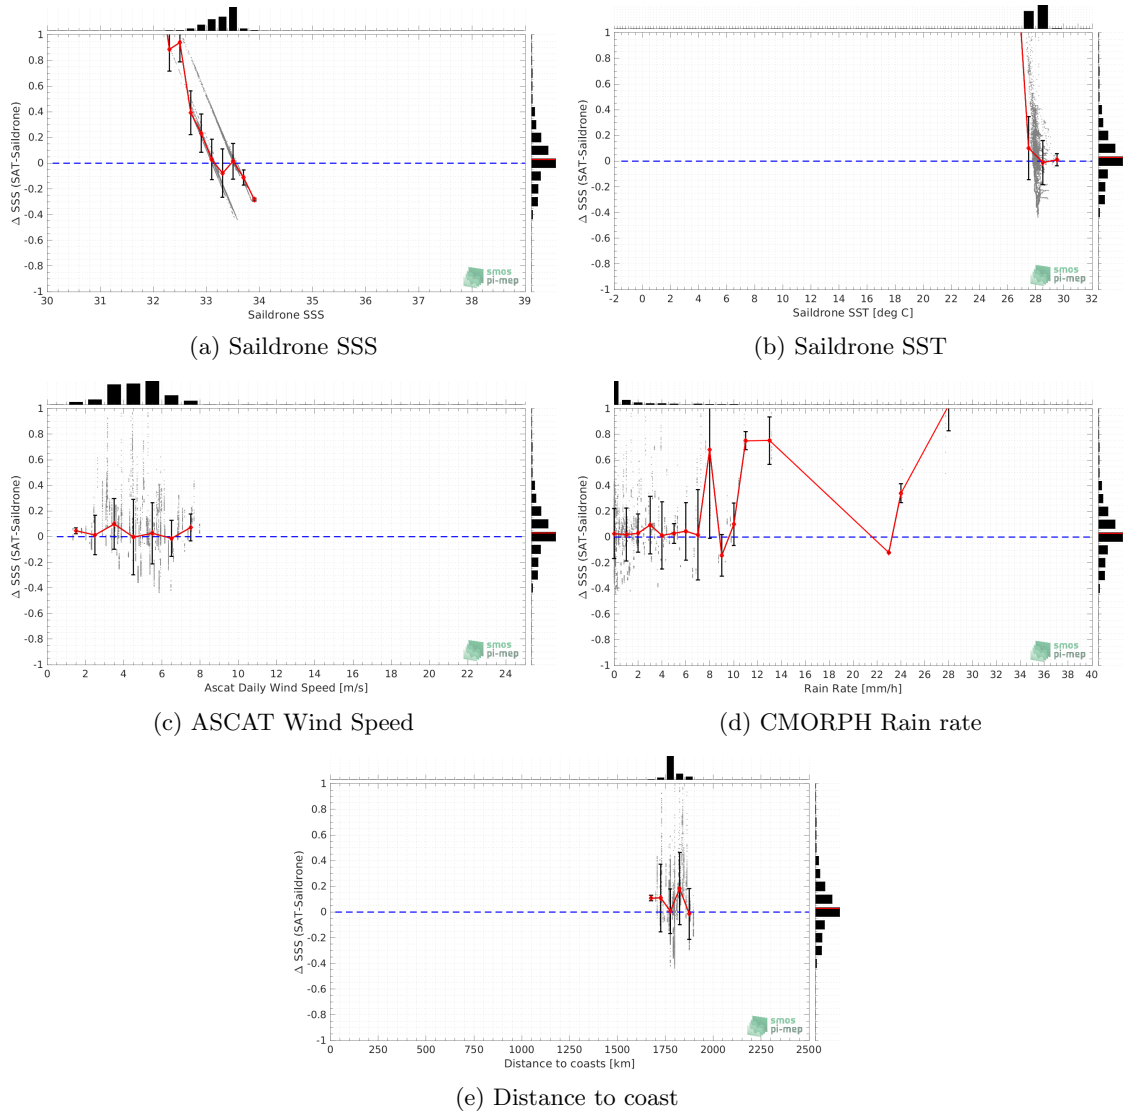 1
0.8
0.6
0.4
0.2
0
-0.2
-0.4
-0.6
-0.8
-1
Δ SSS (SAT-Saildrone)
30 31 32 33 34 35 36 37 38 39
Saildrone SSS
smos
pi-mep
(a) Saildrone SSS
1
0.8
0.6
0.4
0.2
0
-0.2
-0.4
-0.6
-0.8
-1
Δ SSS (SAT-Saildrone)
-2 0 2 4 6 8 10 12 14 16 18 20 22 24 26 28 30 32
Saildrone SST [deg C]
smos
pi-mep
(b) Saildrone SST
1
0.8
0.6
0.4
0.2
0
-0.2
-0.4
-0.6
-0.8
-1
Δ SSS (SAT-Saildrone)
0 2 4 6 8 10 12 14 16 18 20 22 24
Ascat Daily Wind Speed [m/s]
smos
pi-mep
(c) ASCAT Wind Speed
1
0.8
0.6
0.4
0.2
0
-0.2
-0.4
-0.6
-0.8
-1
Δ SSS (SAT-Saildrone)
0 2 4 6 8 10 12 14 16 18 20 22 24 26 28 30 32 34 36 38 40
Rain Rate [mm/h]
smos
pi-mep
(d) CMORPH Rain rate
1
0.8
0.6
0.4
0.2
0
-0.2
-0.4
-0.6
-0.8
-1
Δ SSS (SAT-Saildrone)
0 250 500 750 1000 1250 1500 1750 2000 2250 2500
Distance to coasts [km]
smos
pi-mep
(e) Distance to coast